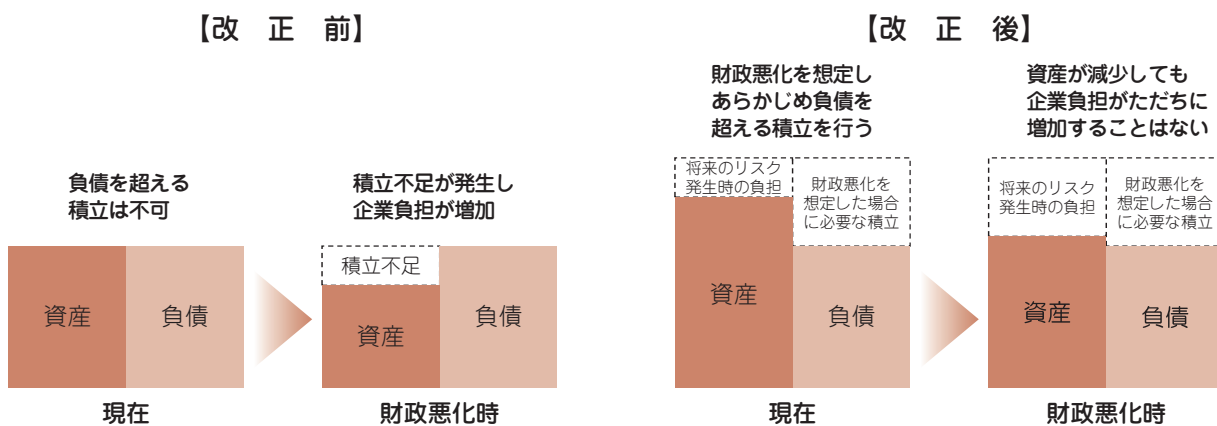 【改　正　前】
負債を超える
積立は不可
積立不足が発生し
企業負担が増加
積立不足
資産
負債
資産
負債
現在
財政悪化時
【改　正　後】
財政悪化を想定し
あらかじめ負債を
超える積立を行う
資産が減少しても
企業負担がただちに
増加することはない
将来のリスク
発生時の負担
財政悪化を
想定した場合
に必要な積立
将来のリスク
発生時の負担
財政悪化を
想定した場合
に必要な積立
資産
負債
資産
負債
現在
財政悪化時